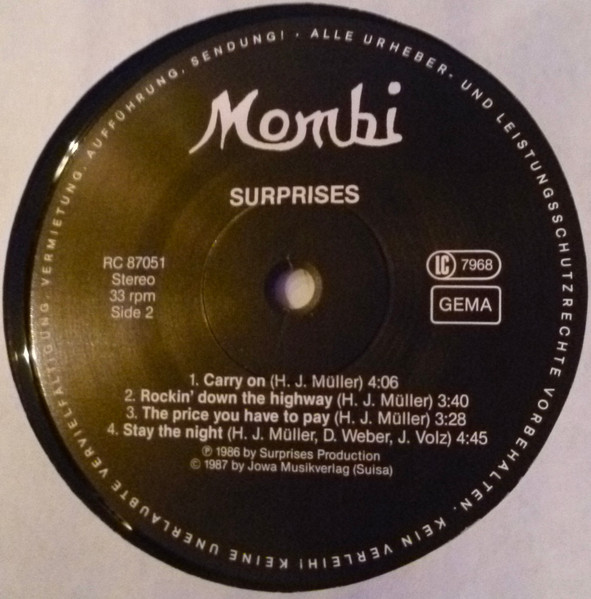 ALLE URHEBER- UND LEISTUNGSSCHUTZRECHTE VORBEHALTEN. KEIN VERLEIH! KEINE UNERLAUBTE VERVIELFÄLTIGUNG, VERMIETUNG, AUFFÜHRUNG, SENDUNG! ·
Mombi
SURPRISES
RC 87051
Stereo
33 rpm
Side 2
LC 7968
GEMA
1. Carry on (H. J. Müller) 4:06
2. Rockin' down the highway (H. J. Müller) 3:40
3. The price you have to pay (H. J. Müller) 3:28
4. Stay the night (H. J. Müller, D. Weber, J. Volz) 4:45
℗ 1986 by Surprises Production
© 1987 by Jowa Musikverlag (Suisa)